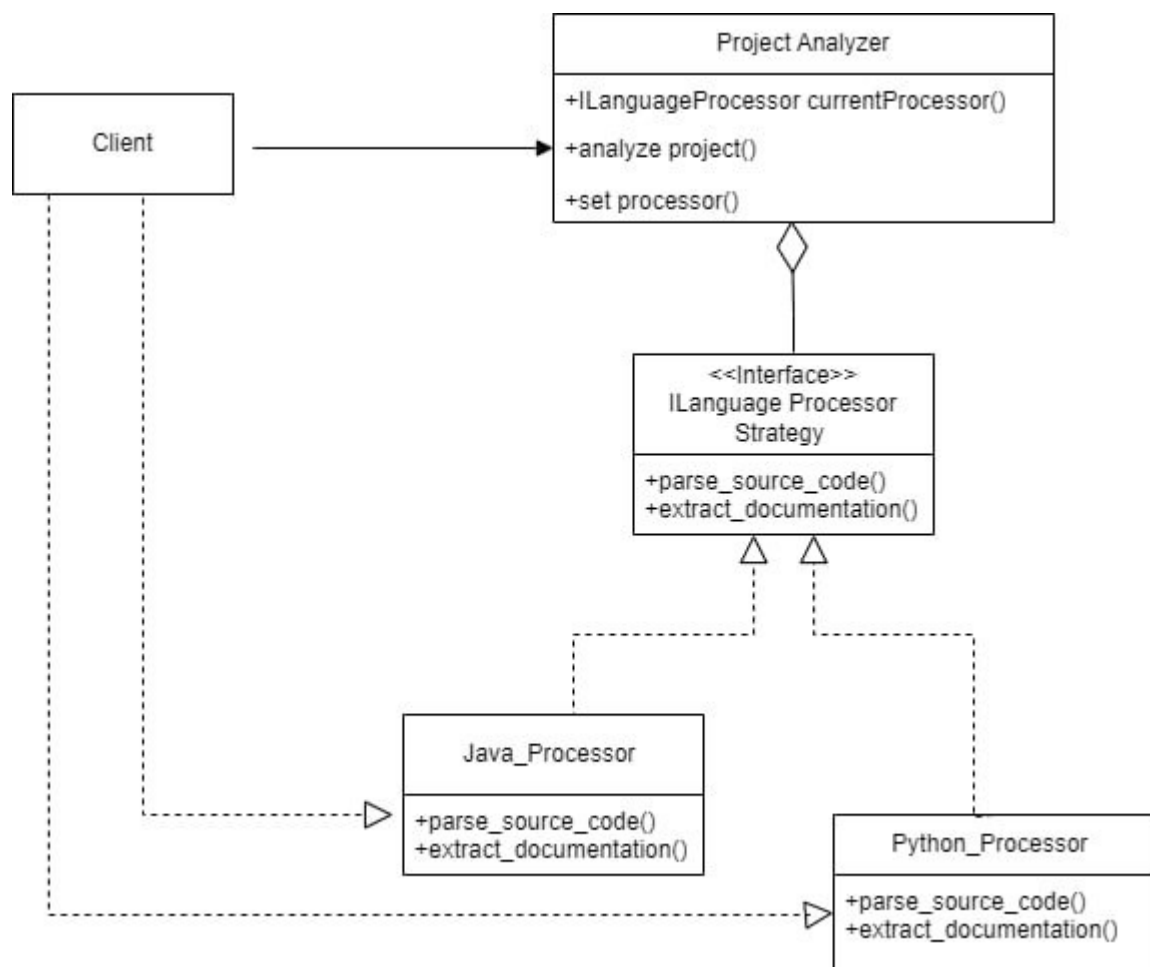 Project Analyzer
+ILanguageProcessor currentProcessor()
+analyze project()
+set processor()
Client
<<Interface>>
ILanguage Processor
Strategy
+parse_source_code()
+extract_documentation()
Java_Processor
+parse_source_code()
+extract_documentation()
Python_Processor
+parse_source_code()
+extract_documentation()